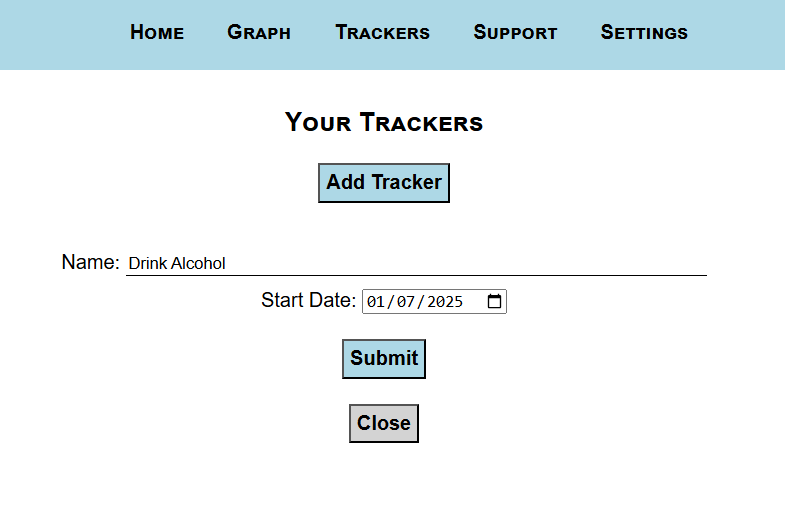 Home Graph Trackers Support Settings
Your Trackers
Add Tracker
Name: Drink Alcohol
Start Date: 01/07/2025
Submit
Close